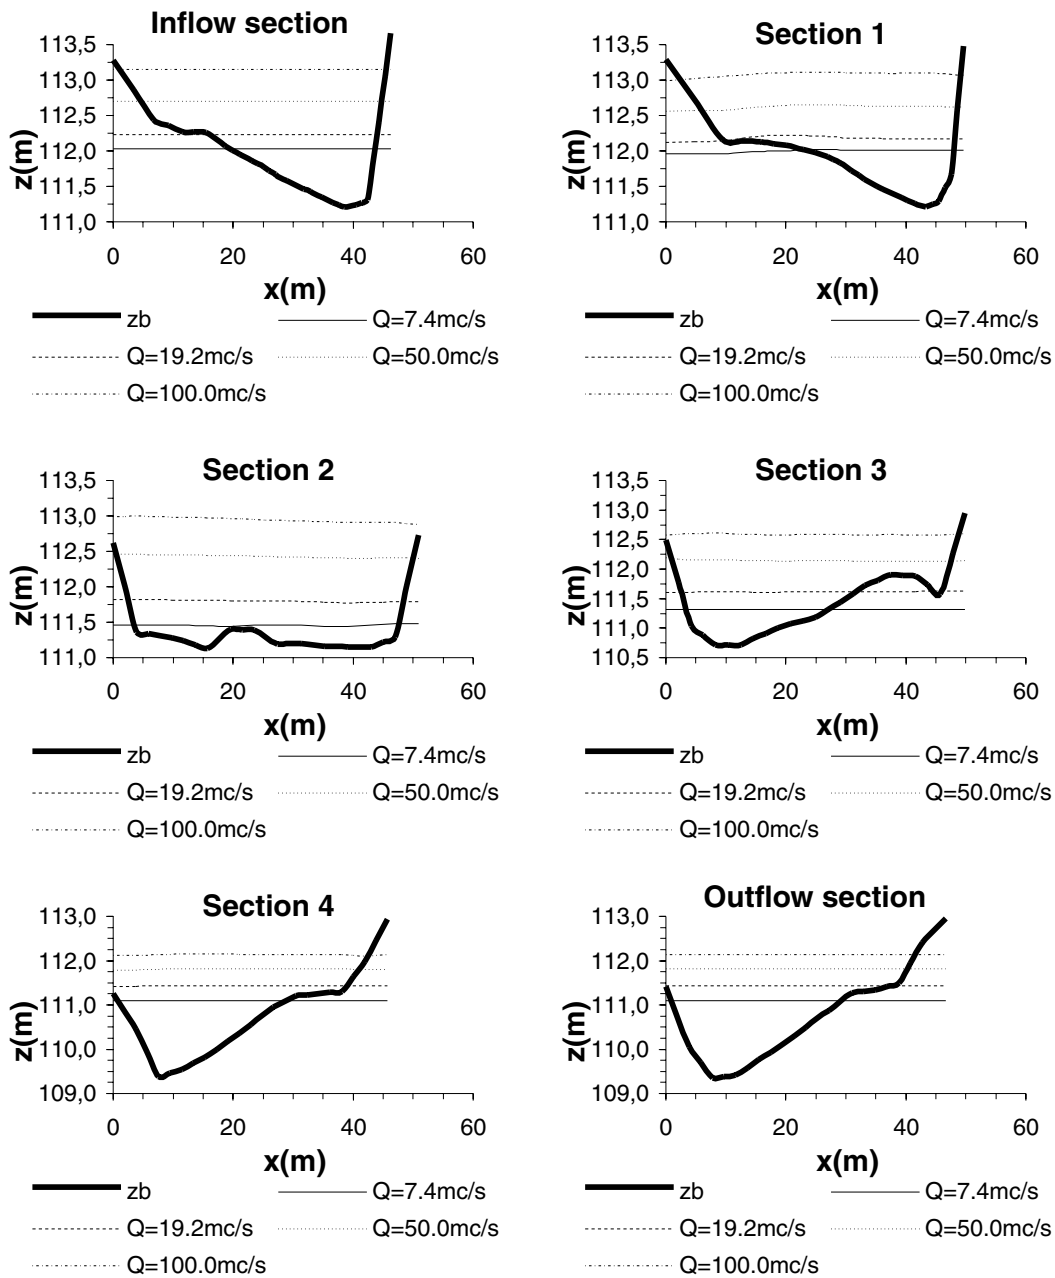 Inflow section
113,5
113,0
112,5
112,0
111,5
111,0
z(m)
0 20 40 60
x(m)
zb Q=7.4mc/s
Q=19.2mc/s Q=50.0mc/s
Q=100.0mc/s
Section 1
113,5
113,0
112,5
112,0
111,5
111,0
z(m)
0 20 40 60
x(m)
zb Q=7.4mc/s
Q=19.2mc/s Q=50.0mc/s
Q=100.0mc/s
Section 2
113,5
113,0
112,5
112,0
111,5
111,0
z(m)
0 20 40 60
x(m)
zb Q=7.4mc/s
Q=19.2mc/s Q=50.0mc/s
Q=100.0mc/s
Section 3
113,5
113,0
112,5
112,0
111,5
111,0
110,5
z(m)
0 20 40 60
x(m)
zb Q=7.4mc/s
Q=19.2mc/s Q=50.0mc/s
Q=100.0mc/s
Section 4
113,0
112,0
111,0
110,0
109,0
z(m)
0 20 40 60
x(m)
zb Q=7.4mc/s
Q=19.2mc/s Q=50.0mc/s
Q=100.0mc/s
Outflow section
113,0
112,0
111,0
110,0
109,0
z(m)
0 20 40 60
x(m)
zb Q=7.4mc/s
Q=19.2mc/s Q=50.0mc/s
Q=100.0mc/s